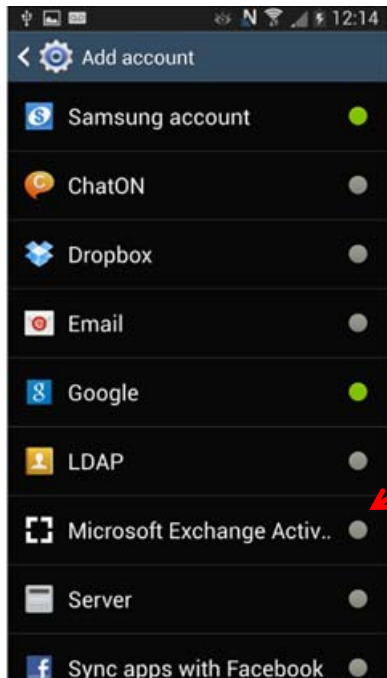 12:14
Add account
Samsung account
ChatON
Dropbox
Email
Google
LDAP
Microsoft Exchange Activ..
Server
Sync apps with Facebook